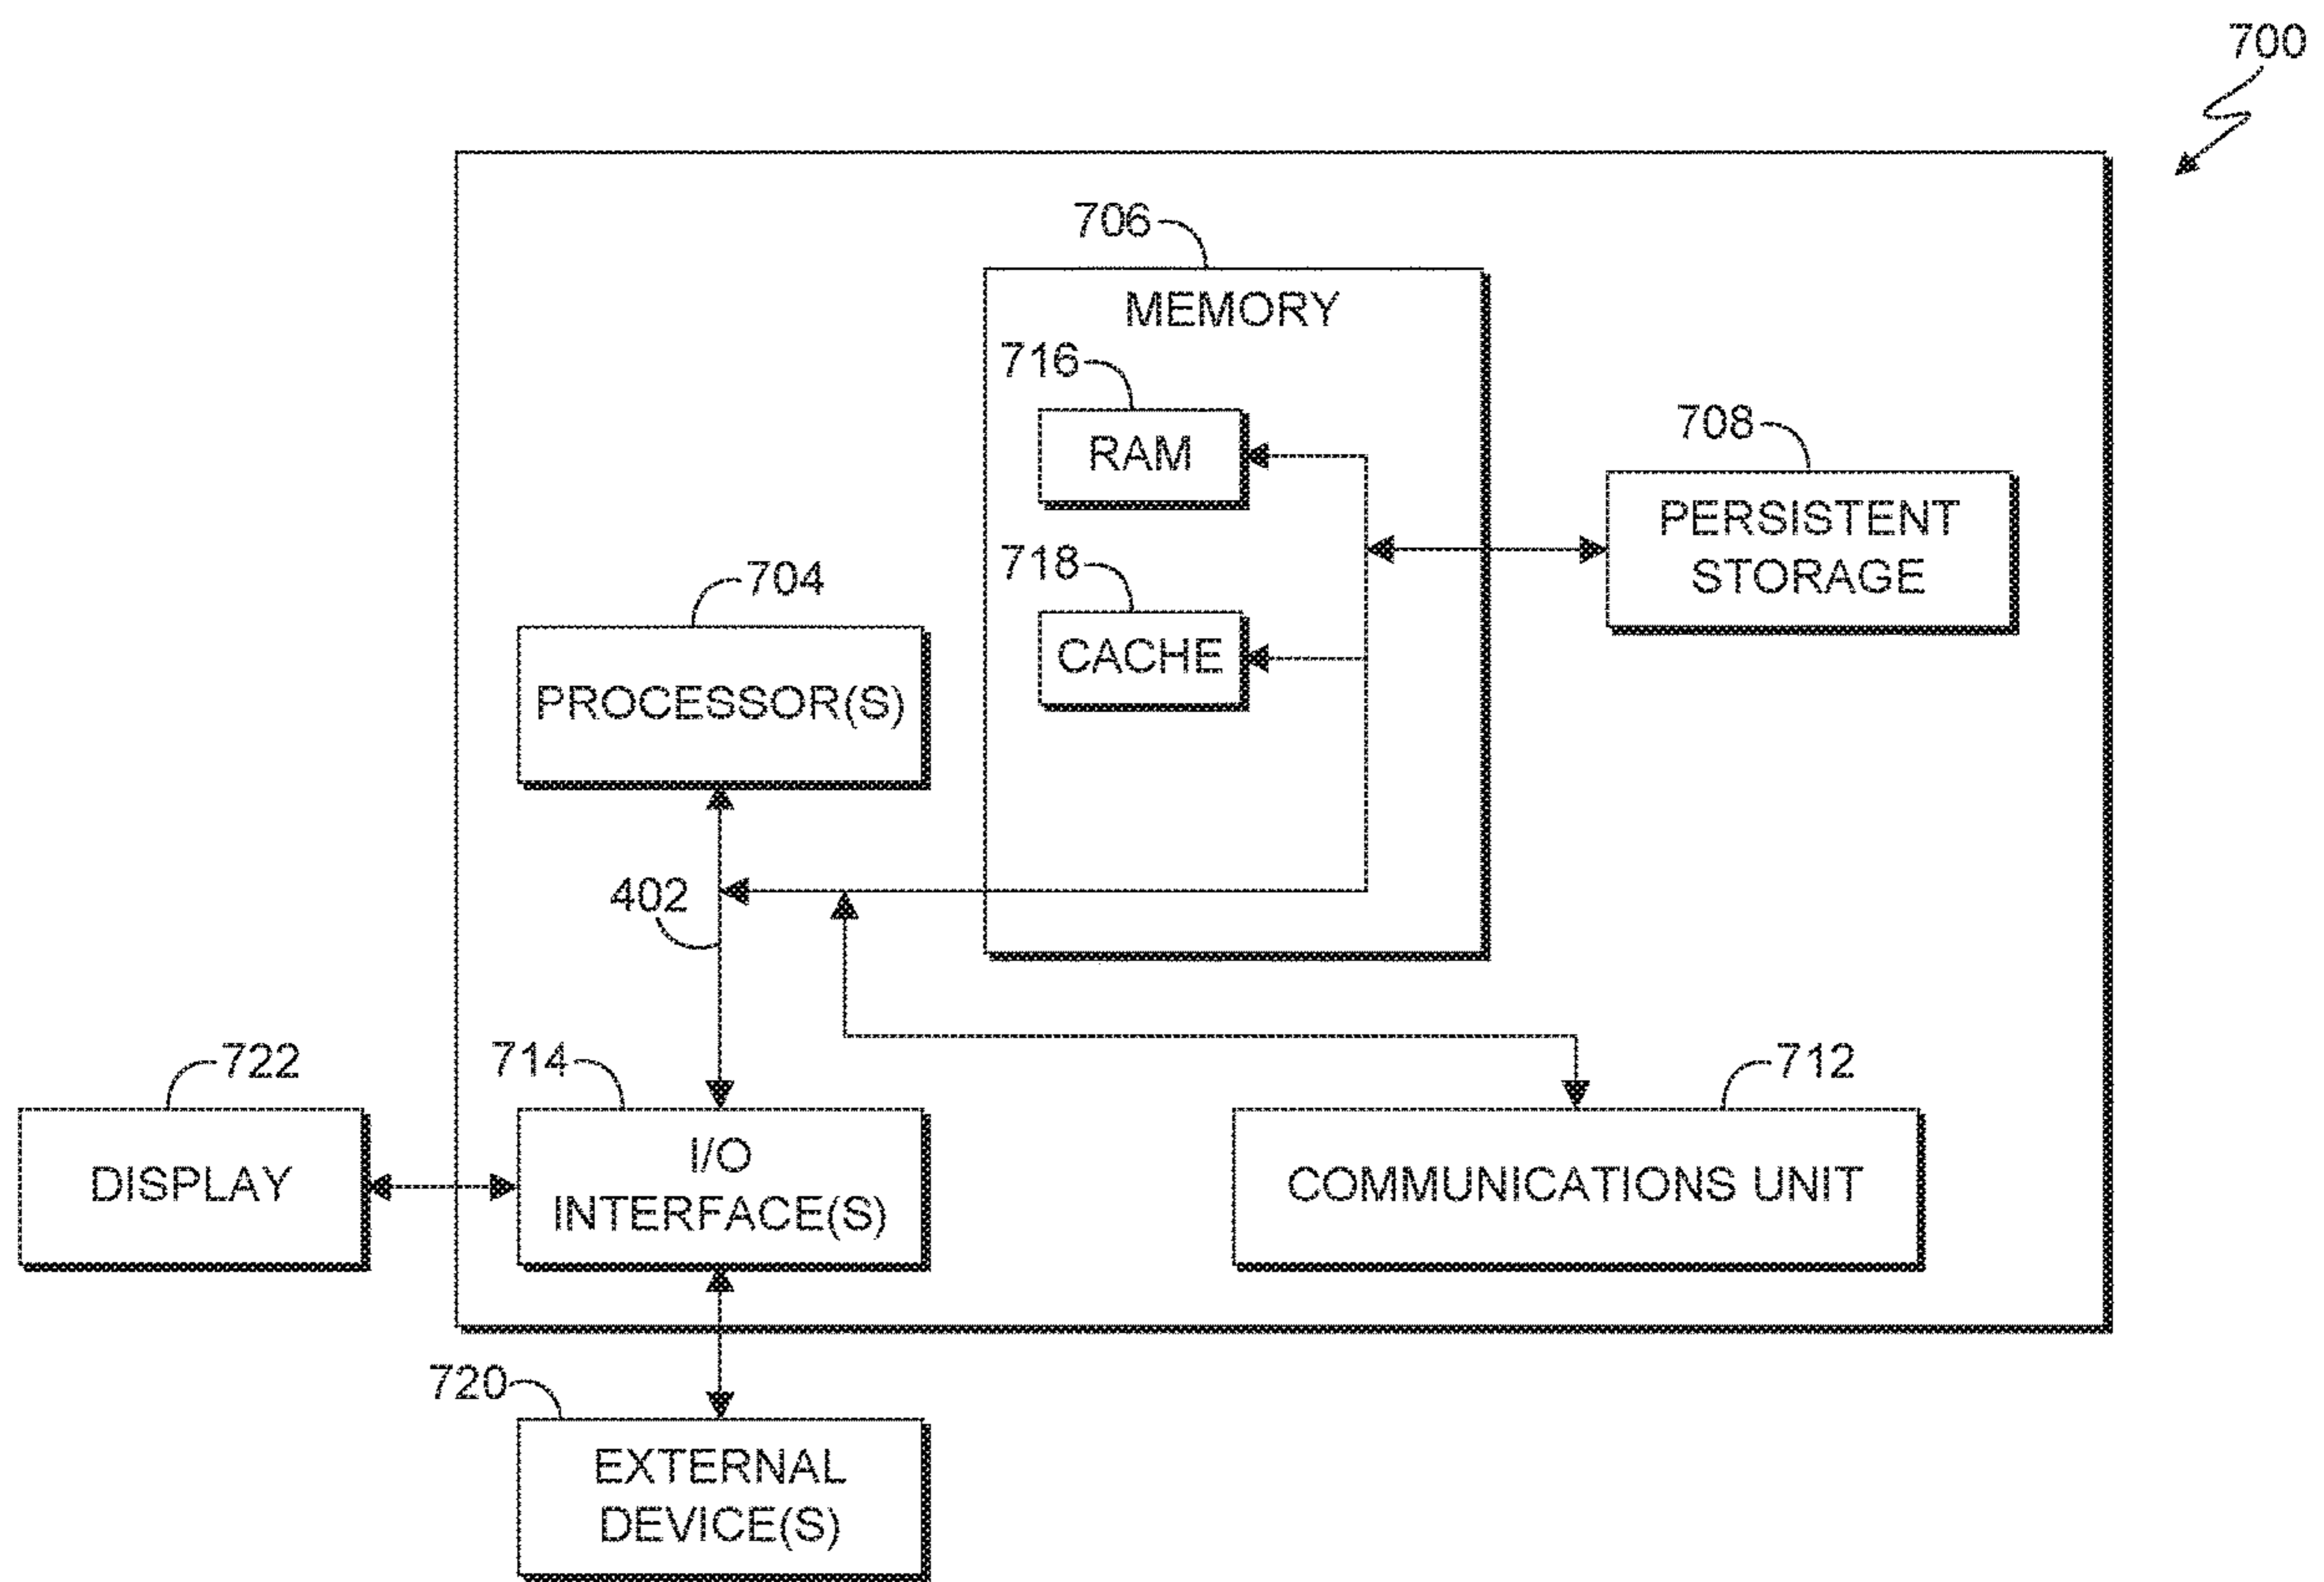 700
706
MEMORY
716
RAM
708
PERSISTENT
STORAGE
718
CACHE
704
PROCESSOR(S)
402
722
DISPLAY
714
I/O
INTERFACE(S)
712
COMMUNICATIONS UNIT
720
EXTERNAL
DEVICE(S)